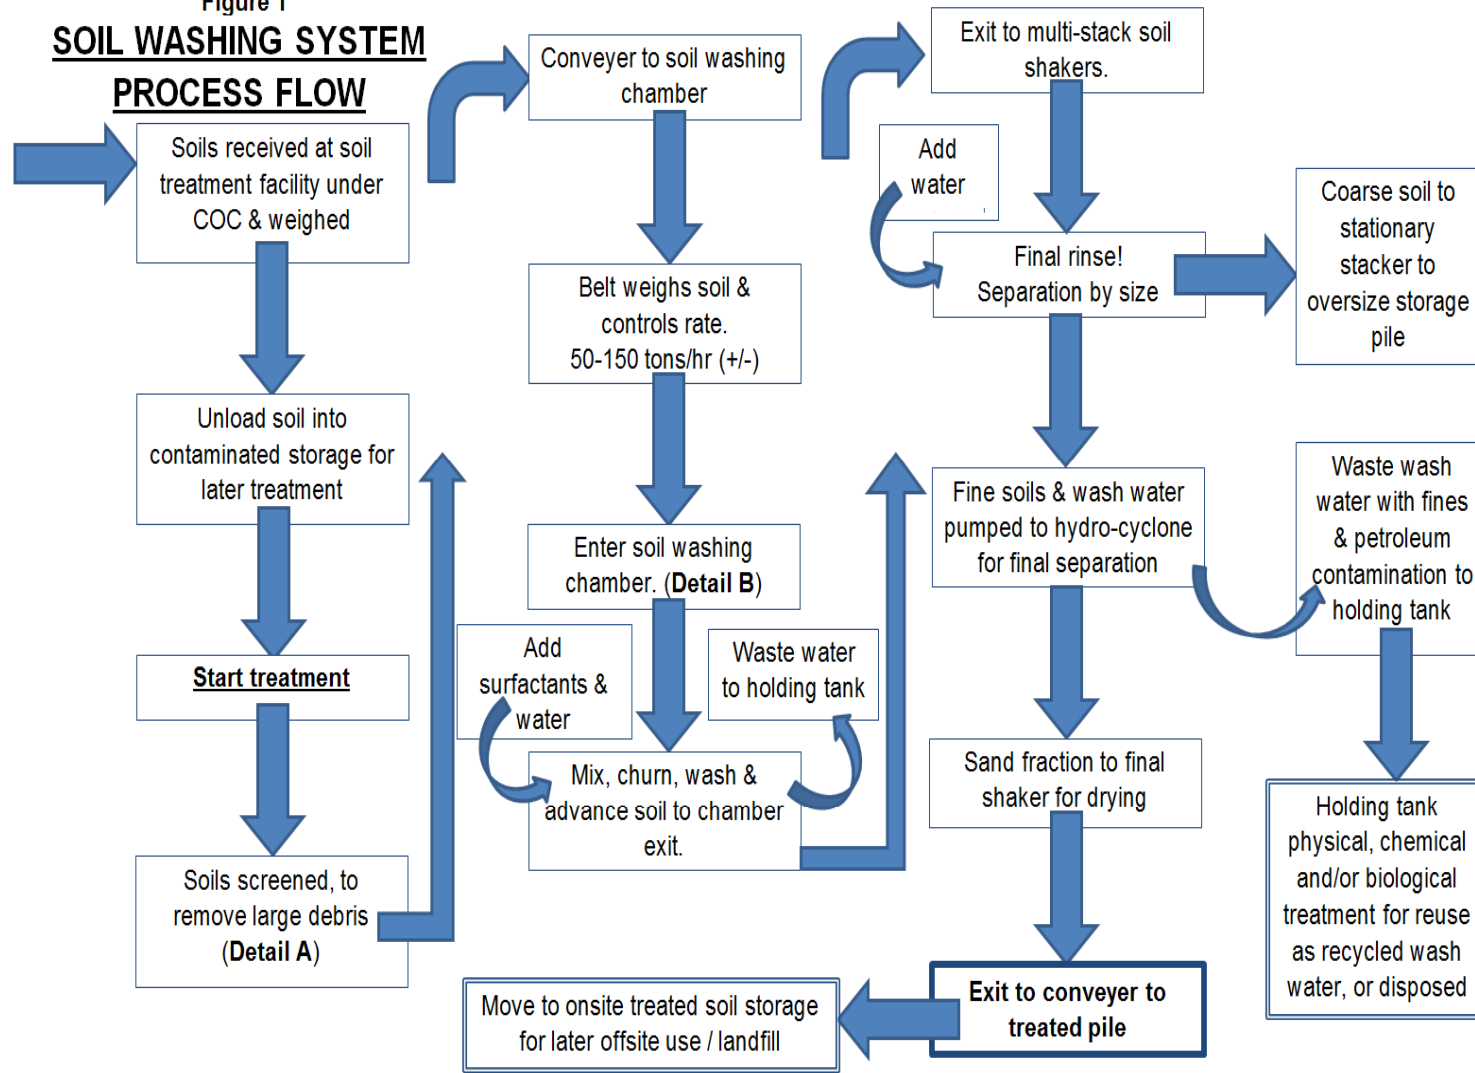 Figure 1
SOIL WASHING SYSTEM
PROCESS FLOW
Soils received at soil
treatment facility under
COC & weighed
Unload soil into
contaminated storage for
later treatment
Start treatment
Soils screened, to
remove large debris
(Detail A)
Conveyer to soil washing
chamber
Belt weighs soil &
controls rate.
50-150 tons/hr (+/-)
Enter soil washing
chamber. (Detail B)
Add
surfactants &
water
Waste water
to holding tank
Mix, churn, wash &
advance soil to chamber
exit.
Exit to multi-stack soil
shakers.
Add
water
Final rinse!
Separation by size
Coarse soil to
stationary
stacker to
oversize storage
pile
Fine soils & wash water
pumped to hydro-cyclone
for final separation
Waste wash
water with fines
& petroleum
contamination to
holding tank
Sand fraction to final
shaker for drying
Holding tank
physical, chemical
and/or biological
treatment for reuse
as recycled wash
water, or disposed
Exit to conveyer to
treated pile
Move to onsite treated soil storage
for later offsite use / landfill